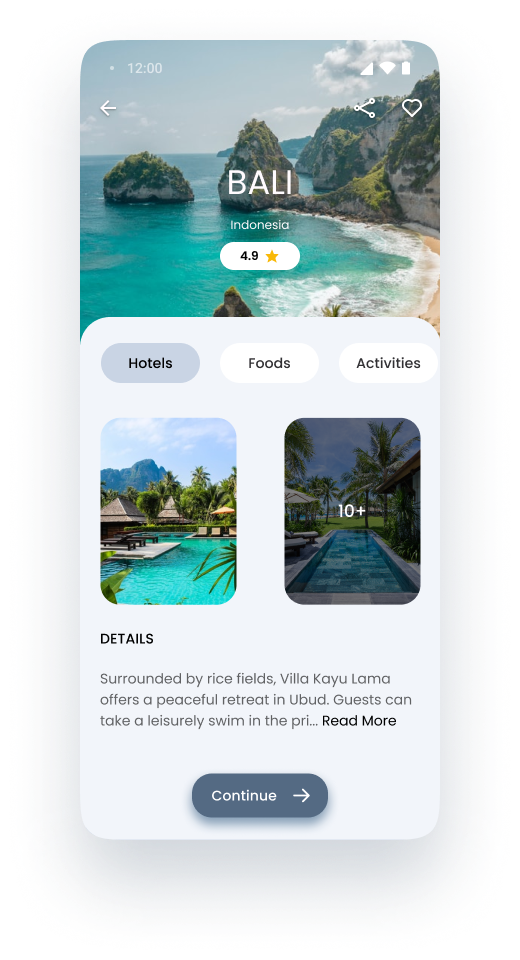 12:00
BALI
Indonesia
4.9
Hotels
Foods
Activities
10+
DETAILS
Surrounded by rice fields, Villa Kayu Lama
offers a peaceful retreat in Ubud. Guests can
take a leisurely swim in the pri... Read More
Continue